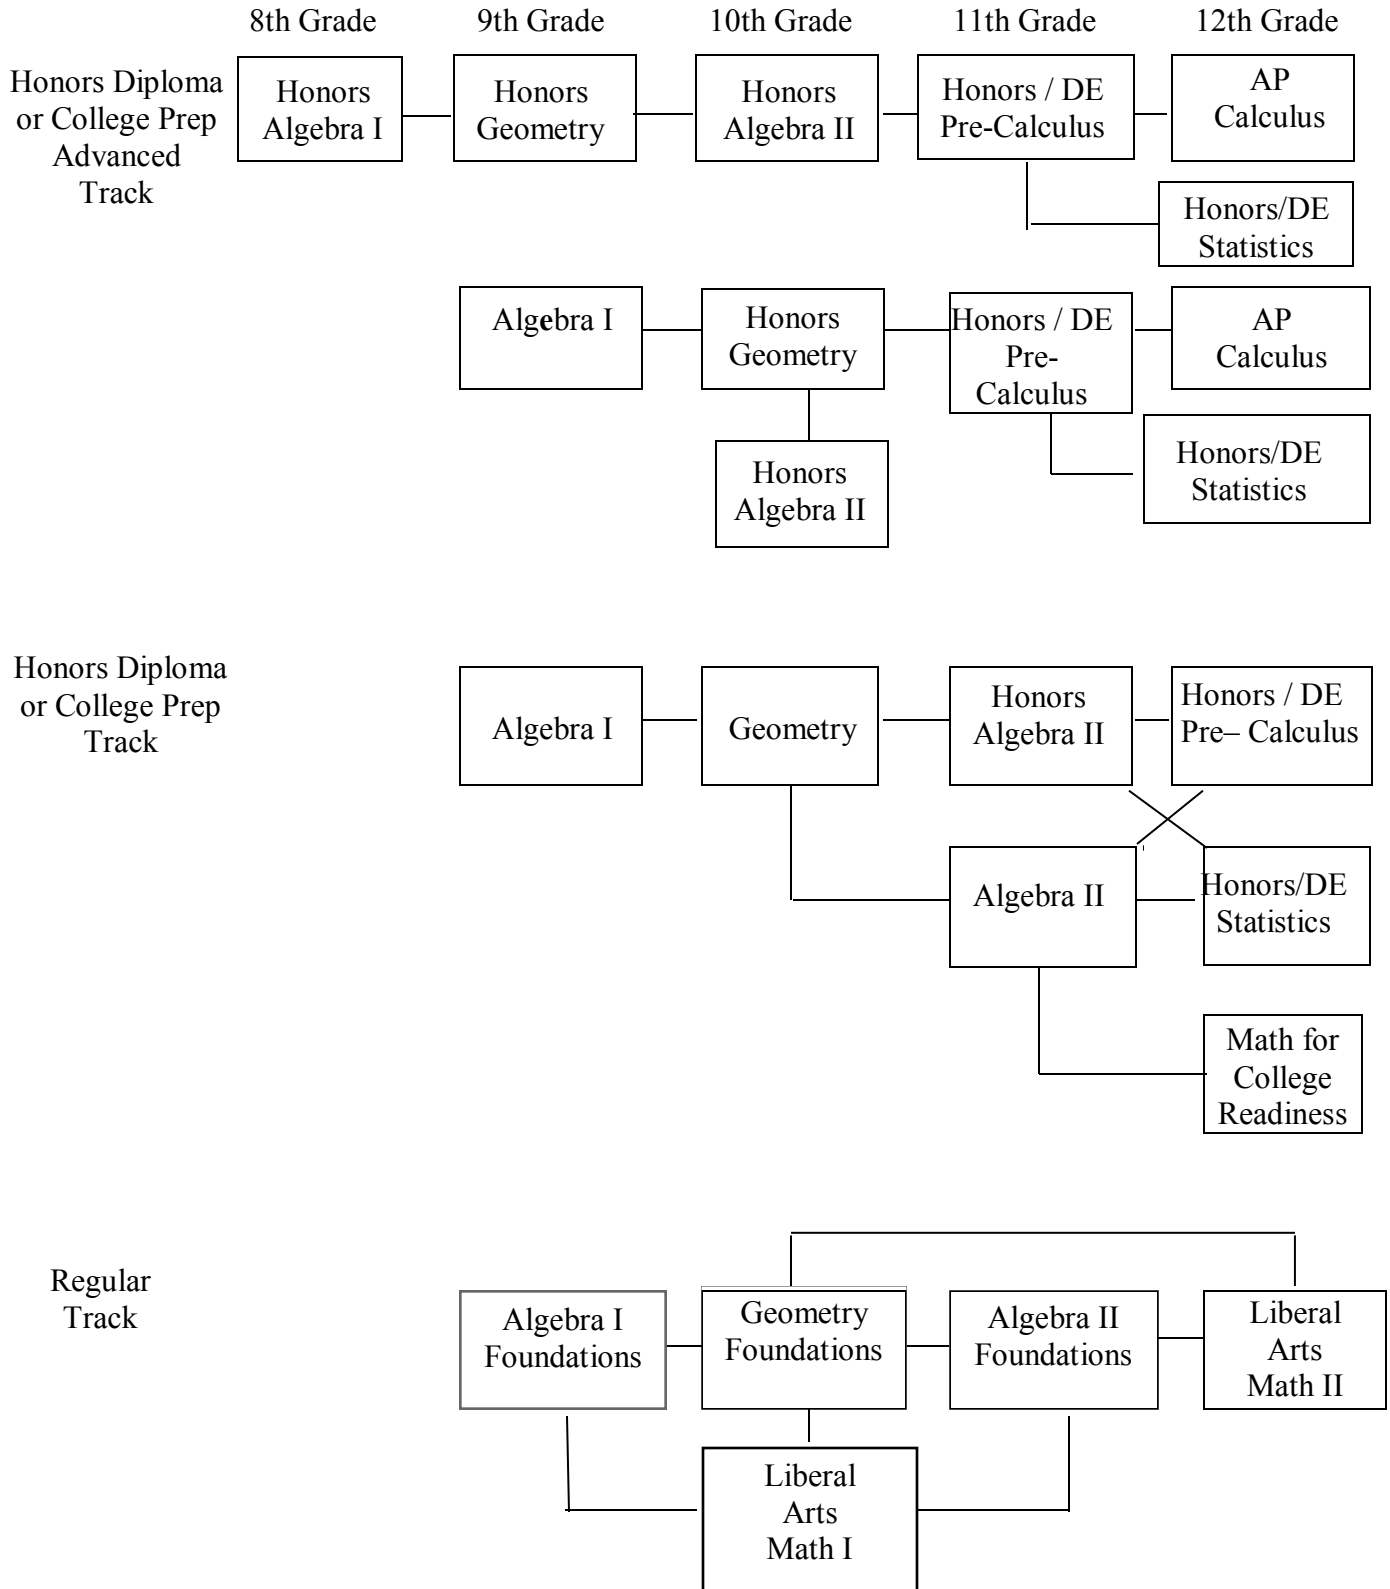 8th Grade 9th Grade 10th Grade 11th Grade 12th Grade
Honors Diploma
or College Prep
Advanced
Track
Honors
Algebra I
Honors
Geometry
Honors
Algebra II
Honors / DE
Pre-Calculus
AP
Calculus
Honors/DE
Statistics
Algebra I
Honors
Geometry
Honors / DE
Pre-
Calculus
AP
Calculus
Honors
Algebra II
Honors/DE
Statistics
Honors Diploma
or College Prep
Track
Algebra I
Geometry
Honors
Algebra II
Honors / DE
Pre– Calculus
Algebra II
Honors/DE
Statistics
Math for
College
Readiness
Regular
Track
Algebra I
Foundations
Geometry
Foundations
Algebra II
Foundations
Liberal
Arts
Math II
Liberal
Arts
Math I